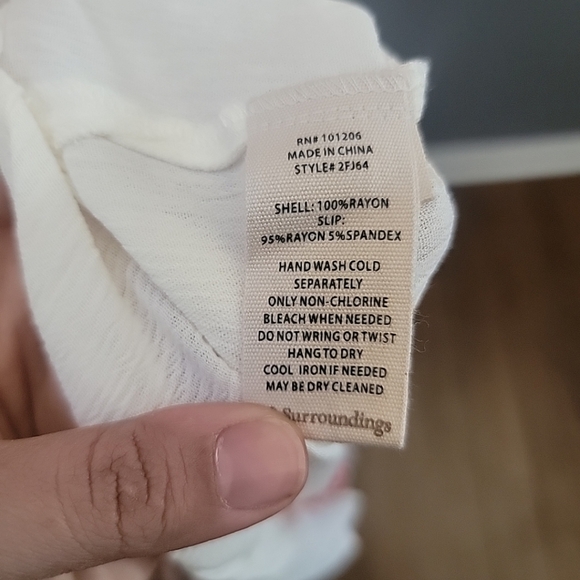 RN# 101206
MADE IN CHINA
STYLE# 2FJ64
SHELL: 100%RAYON
SLIP:
95%RAYON 5%SPANDEX
HAND WASH COLD
SEPARATELY
ONLY NON-CHLORINE
BLEACH WHEN NEEDED
DO NOT WRING OR TWIST
HANG TO DRY
COOL IRON IF NEEDED
MAY BE DRY CLEANED
Surroundings